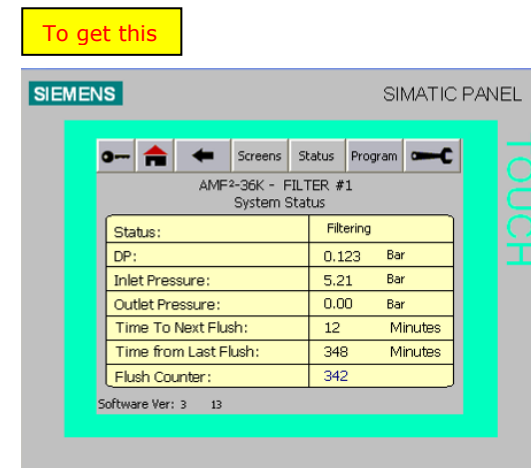 To get this
SIEMENS SIMATIC PANEL
TOUCH
Screens Status Program
AMF²-36K - FILTER #1
System Status
Status: Filtering
DP: 0.123 Bar
Inlet Pressure: 5.21 Bar
Outlet Pressure: 0.00 Bar
Time To Next Flush: 12 Minutes
Time from Last Flush: 348 Minutes
Flush Counter: 342
Software Ver: 3 13